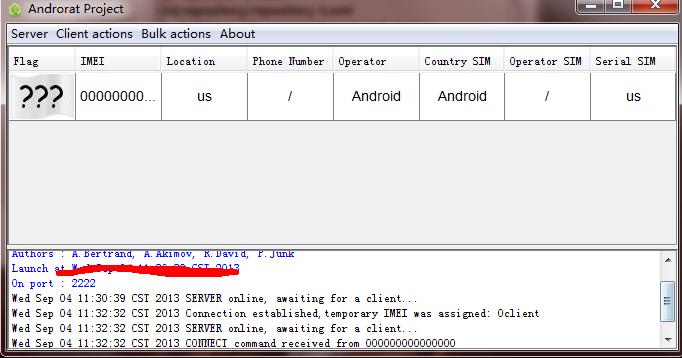 Androrat Project
Server Client actions Bulk actions About
Flag IMEI Location Phone Number Operator Country SIM Operator SIM Serial SIM
??? 00000000... us / Android Android / us
Authors : A.Bertrand, A.Akimov, R.David, P.Junk
Launch at 2013
On port : 2222
Wed Sep 04 11:30:39 CST 2013 SERVER online, awaiting for a client...
Wed Sep 04 11:32:32 CST 2013 Connection established,temporary IMEI was assigned: 0client
Wed Sep 04 11:32:32 CST 2013 SERVER online, awaiting for a client...
Wed Sep 04 11:32:32 CST 2013 CONNECT command received from 000000000000000